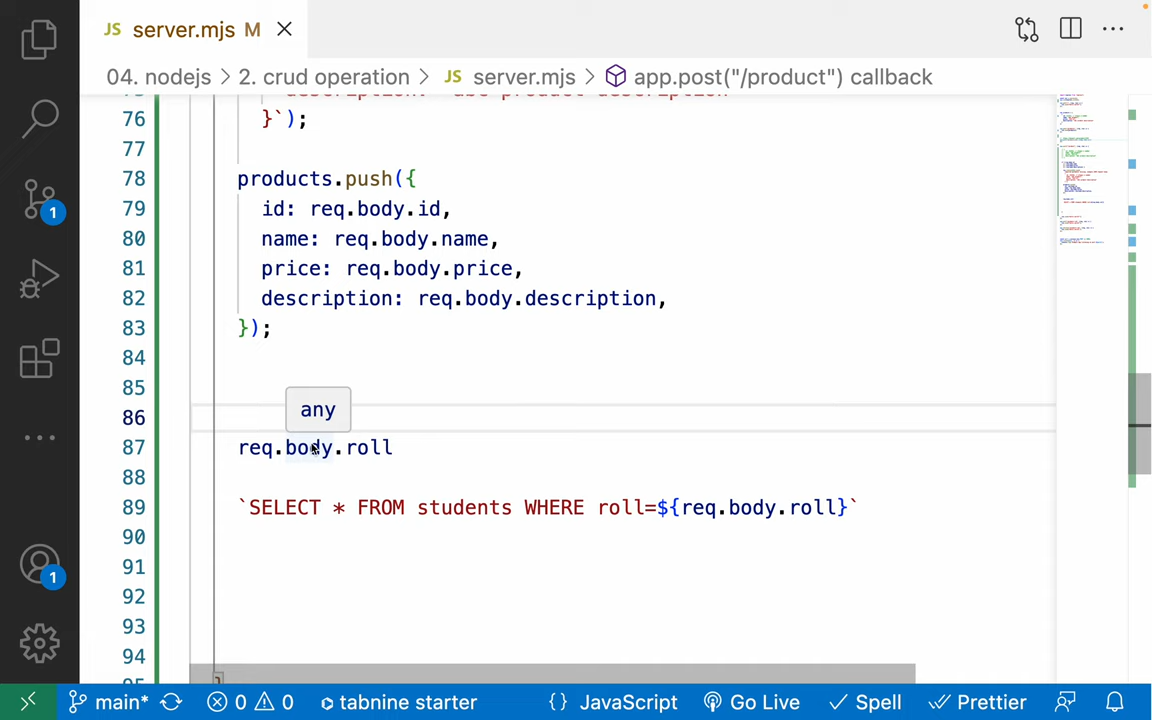 JS server.mjs M
04. nodejs > 2. crud operation > JS server.mjs > app.post("/product") callback
76 }`);
77
78 products.push({
79 id: req.body.id,
80 name: req.body.name,
81 price: req.body.price,
82 description: req.body.description,
83 });
84
85
any
86
87 req.body.roll
88
89 `SELECT * FROM students WHERE roll=${req.body.roll}`
90
91
92
93
94
1
1
main* 0 0 tabnine starter {} JavaScript Go Live Spell Prettier